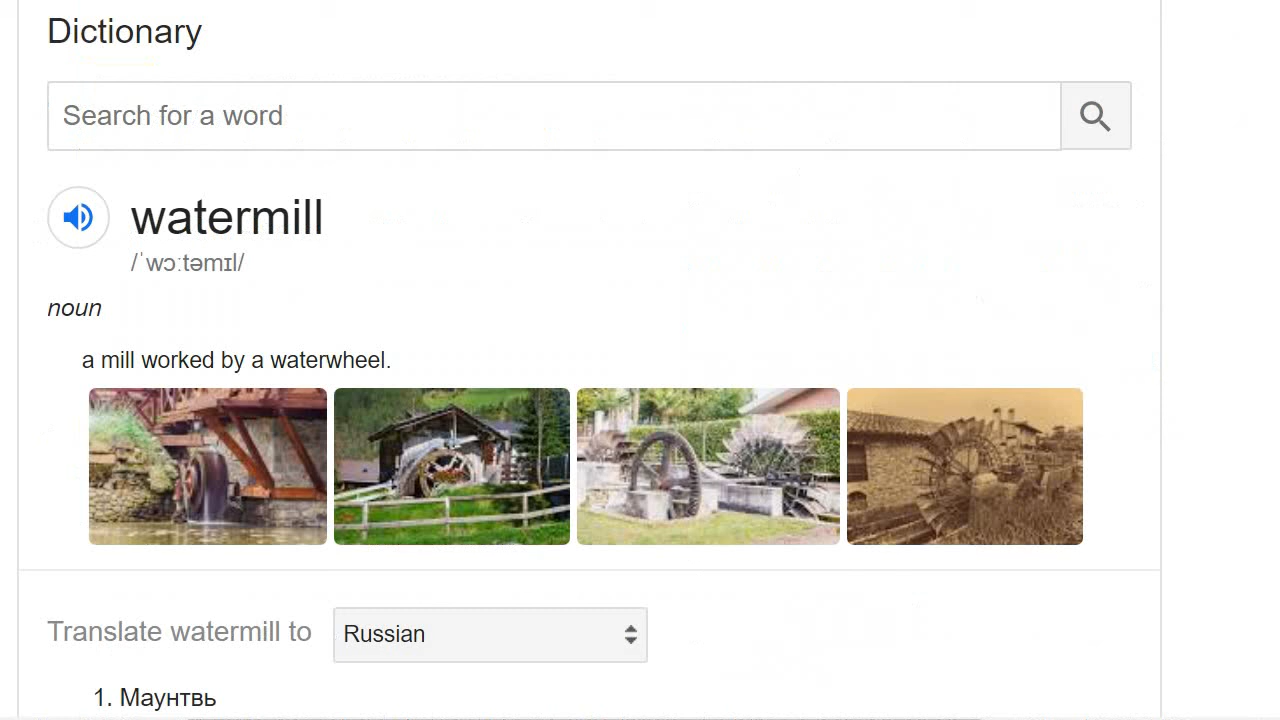 Dictionary
Search for a word
watermill
/ˈwɔːtəmɪl/
noun
a mill worked by a waterwheel.
Translate watermill to
Russian
1. Маунтвь